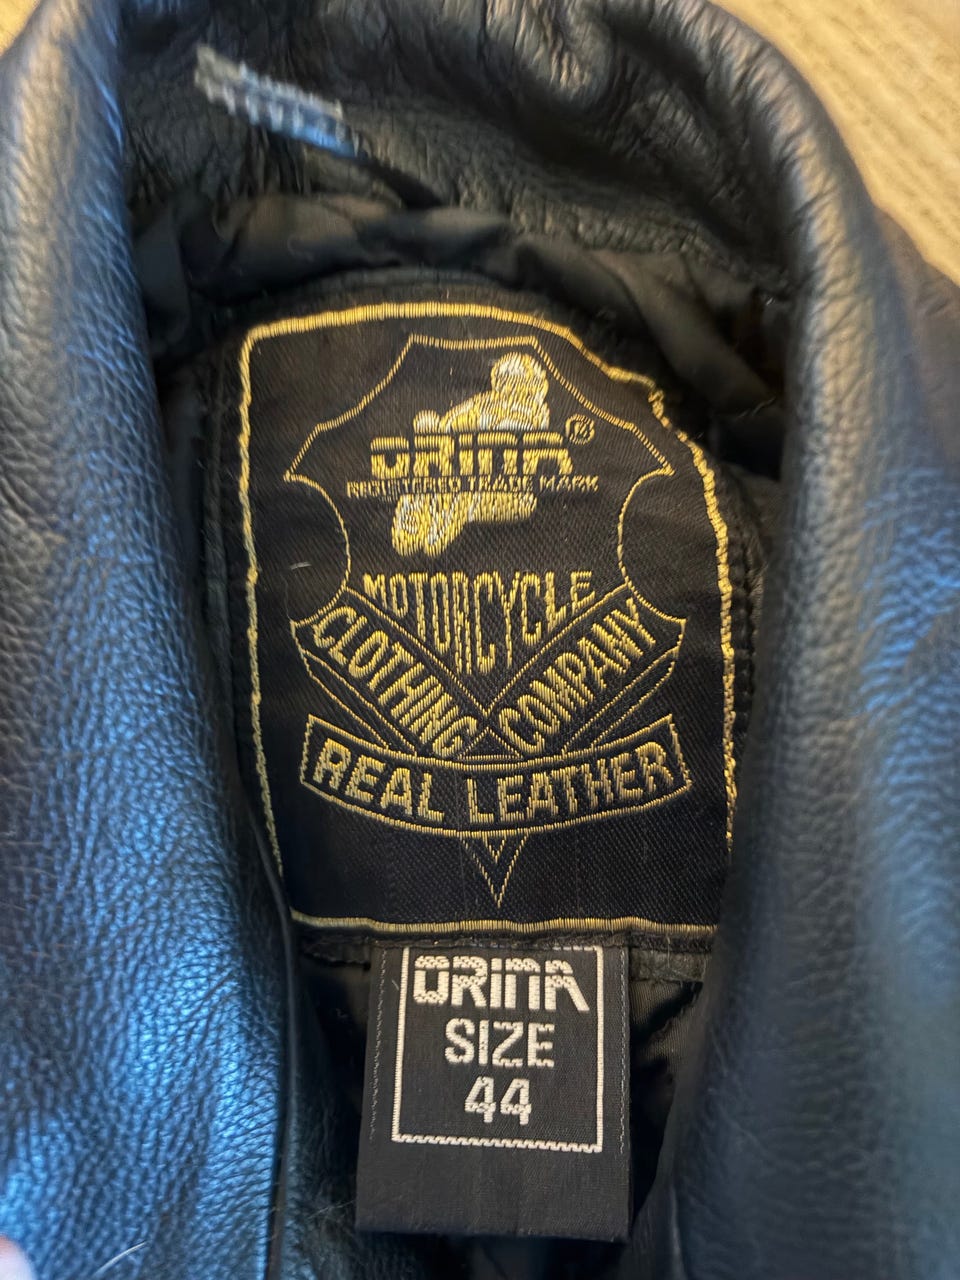 ORINA ®
REGISTERED TRADE MARK
MOTORCYCLE
CLOTHING COMPANY
REAL LEATHER
ORINA
SIZE
44